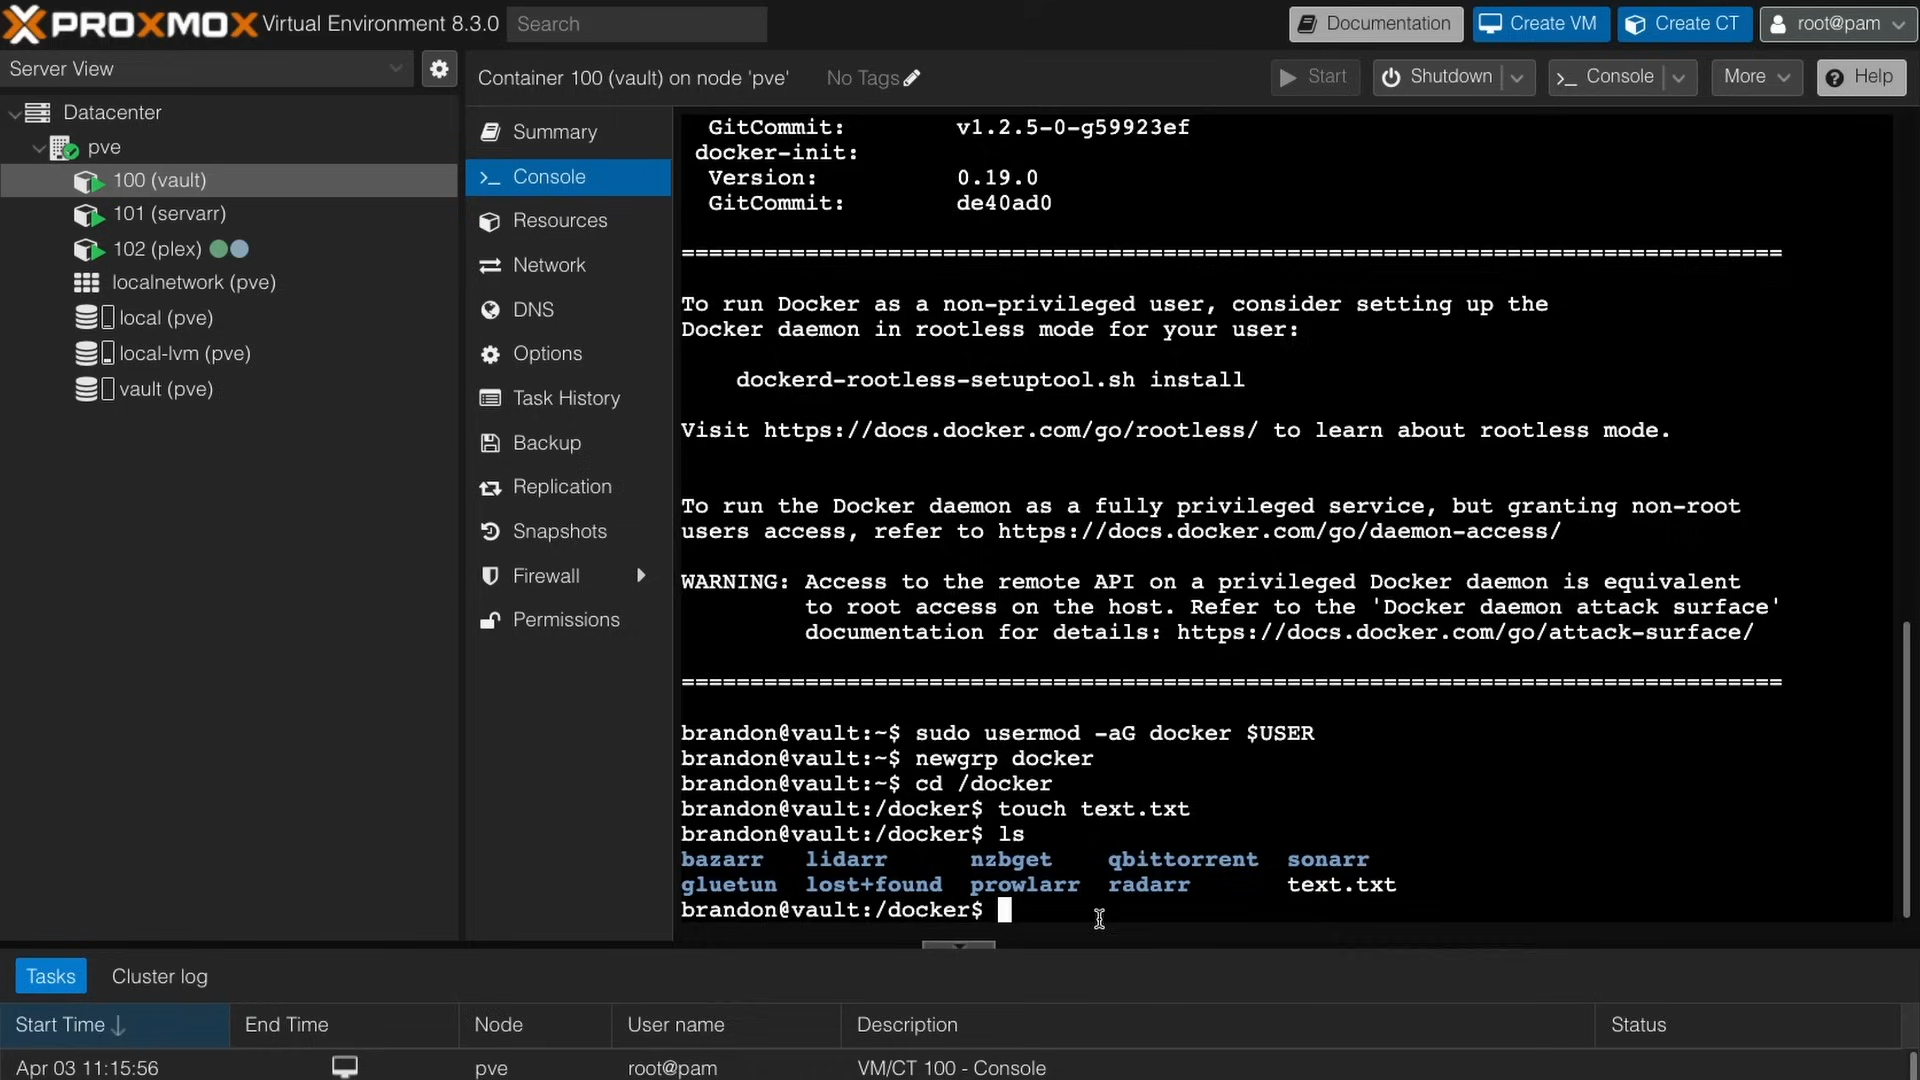 PROXMOX Virtual Environment 8.3.0 Search Documentation Create VM Create CT root@pam
Server View
Container 100 (vault) on node 'pve' No Tags Start Shutdown Console More Help
Datacenter
pve
100 (vault)
101 (servarr)
102 (plex)
localnetwork (pve)
local (pve)
local-lvm (pve)
vault (pve)
Summary
Console
Resources
Network
DNS
Options
Task History
Backup
Replication
Snapshots
Firewall
Permissions
GitCommit: v1.2.5-0-g59923ef
docker-init:
Version: 0.19.0
GitCommit: de40ad0
================================================================================
To run Docker as a non-privileged user, consider setting up the
Docker daemon in rootless mode for your user:
dockerd-rootless-setuptool.sh install
Visit https://docs.docker.com/go/rootless/ to learn about rootless mode.
To run the Docker daemon as a fully privileged service, but granting non-root
users access, refer to https://docs.docker.com/go/daemon-access/
WARNING: Access to the remote API on a privileged Docker daemon is equivalent
to root access on the host. Refer to the 'Docker daemon attack surface'
documentation for details: https://docs.docker.com/go/attack-surface/
================================================================================
brandon@vault:~$ sudo usermod -aG docker $USER
brandon@vault:~$ newgrp docker
brandon@vault:~$ cd /docker
brandon@vault:/docker$ touch text.txt
brandon@vault:/docker$ ls
bazarr lidarr nzbget qbittorrent sonarr
gluetun lost+found prowlarr radarr text.txt
brandon@vault:/docker$
Tasks Cluster log
Start Time End Time Node User name Description Status
Apr 03 11:15:56 pve root@pam VM/CT 100 - Console